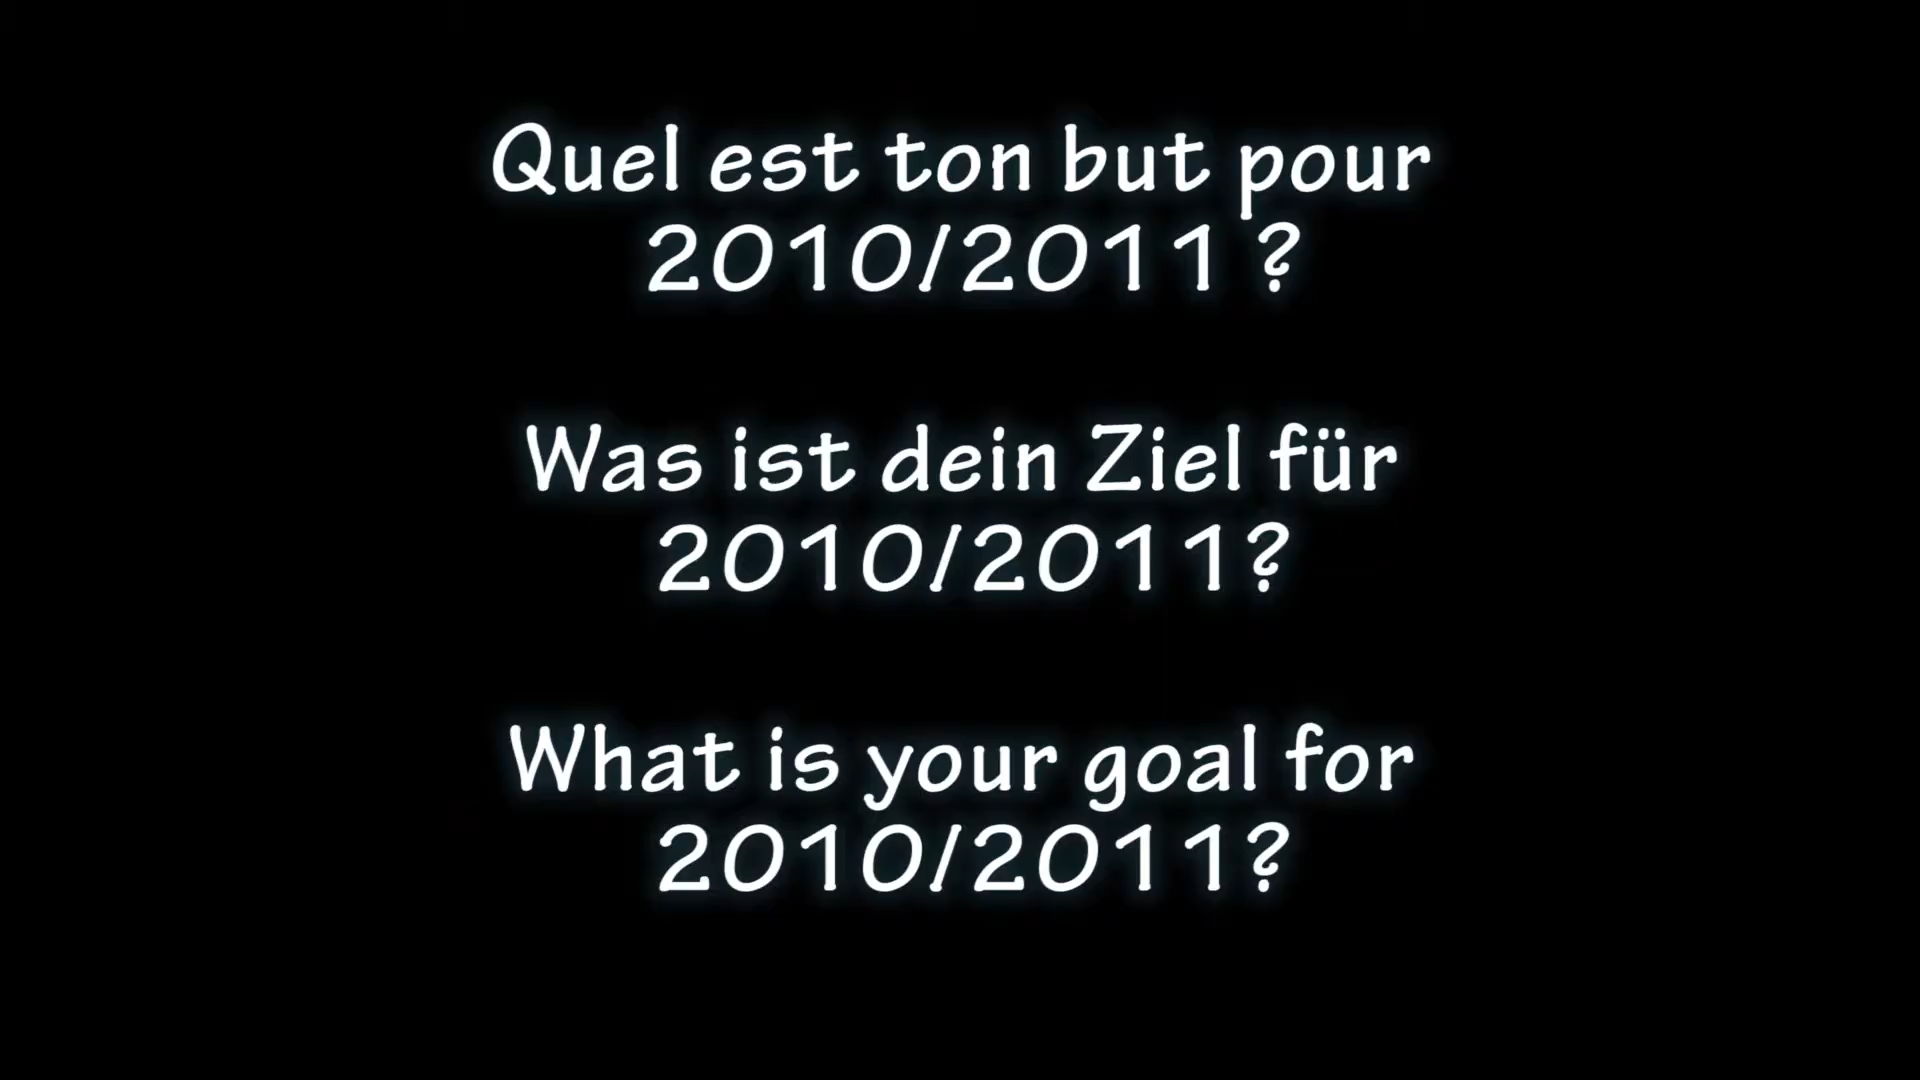 Quel est ton but pour
2010/2011 ?
Was ist dein Ziel für
2010/2011?
What is your goal for
2010/2011?